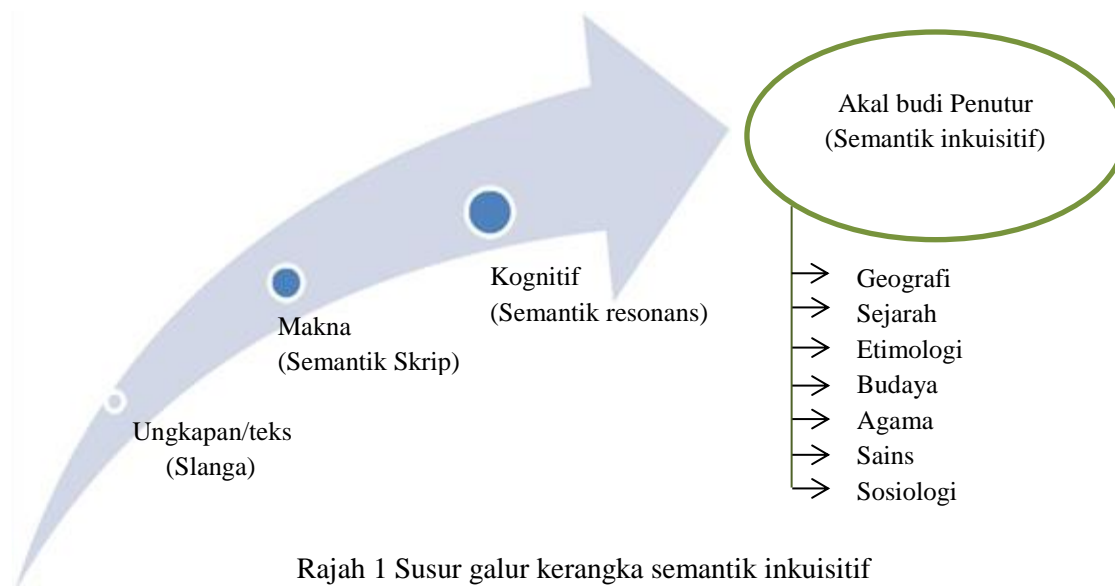 Akal budi Penutur
(Semantik inkuisitif)
Kognitif
(Semantik resonans)
Makna
(Semantik Skrip)
Ungkapan/teks
(Slanga)
Geografi
Sejarah
Etimologi
Budaya
Agama
Sains
Sosiologi
Rajah 1 Susur galur kerangka semantik inkuisitif